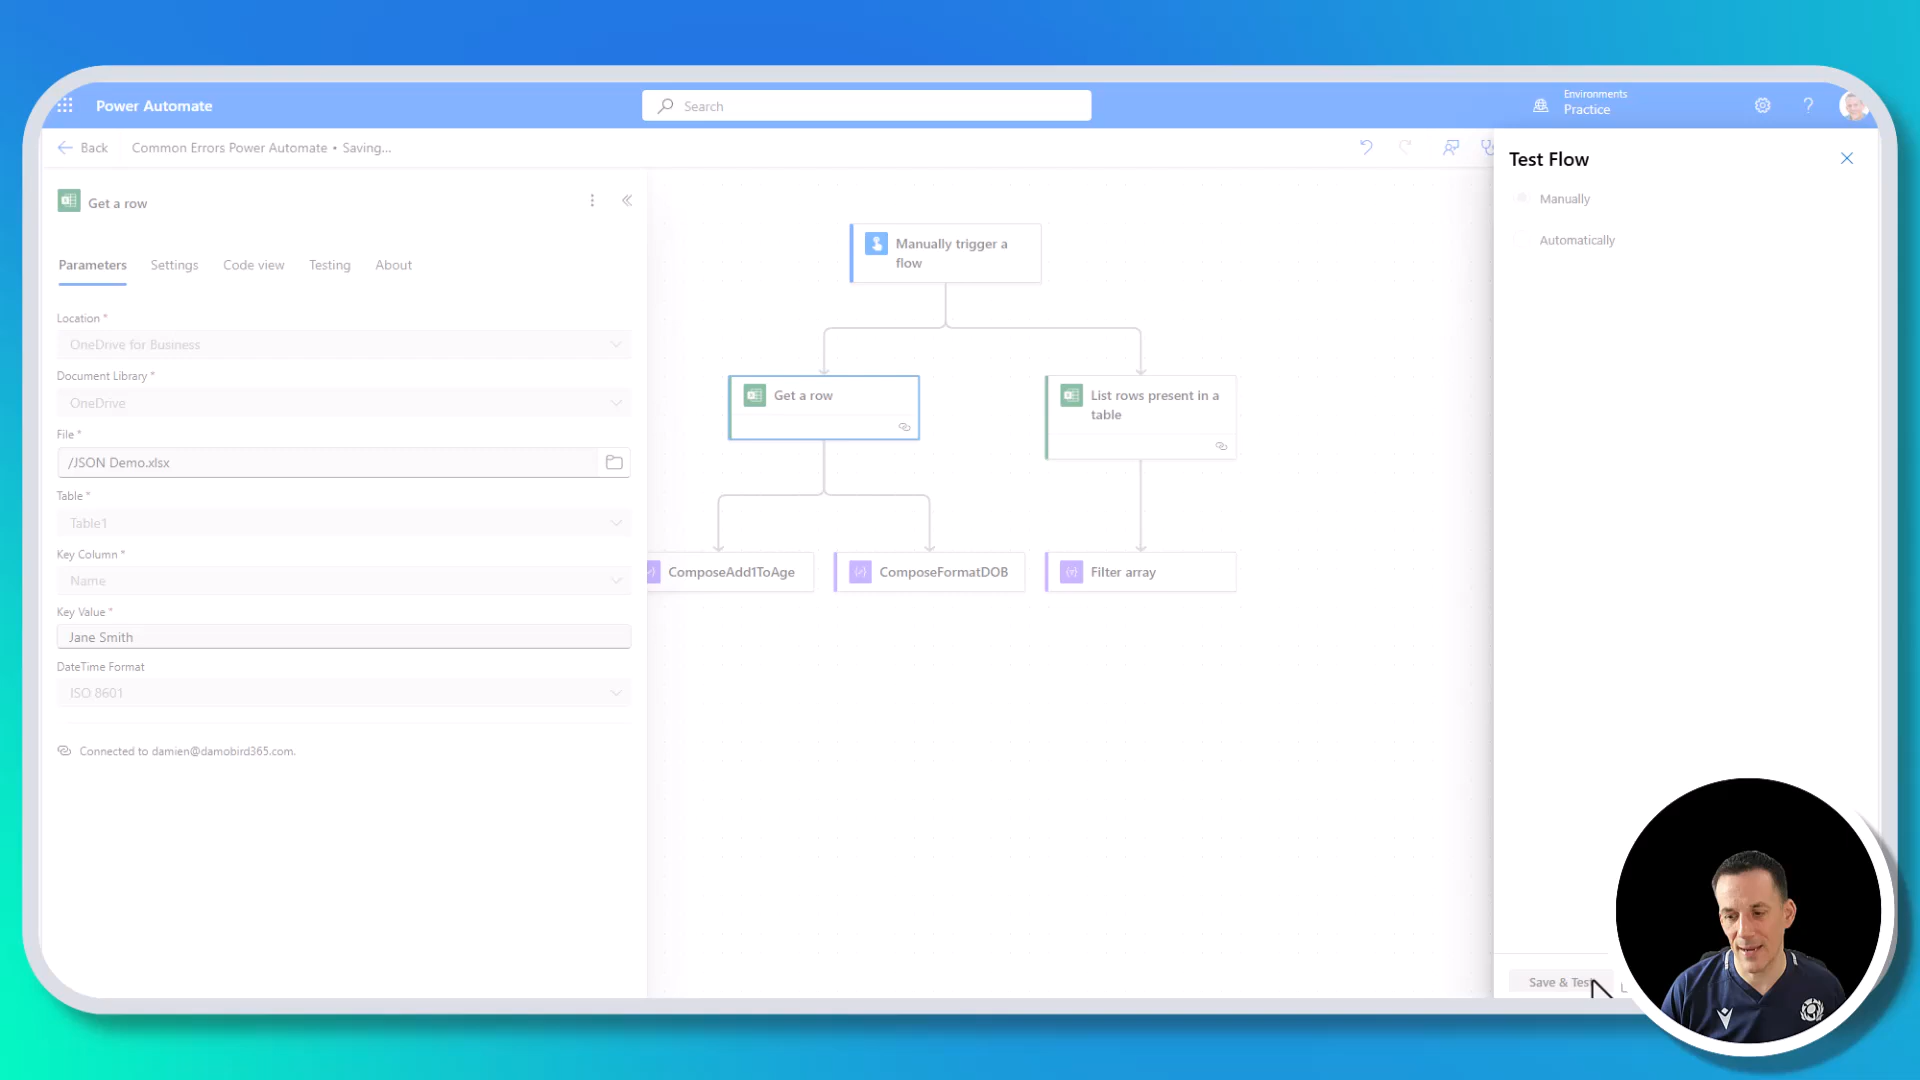 Power Automate
Search
Environments
Practice
Back
Common Errors Power Automate • Saving...
Test Flow
Manually
Automatically
Get a row
Parameters
Settings
Code view
Testing
About
Location *
OneDrive for Business
Document Library *
OneDrive
File *
/JSON Demo.xlsx
Table *
Table1
Key Column *
Name
Key Value *
Jane Smith
DateTime Format
ISO 8601
Connected to damien@damobird365.com.
Manually trigger a
flow
Get a row
List rows present in a
table
ComposeAdd1ToAge
ComposeFormatDOB
Filter array
Save & Test